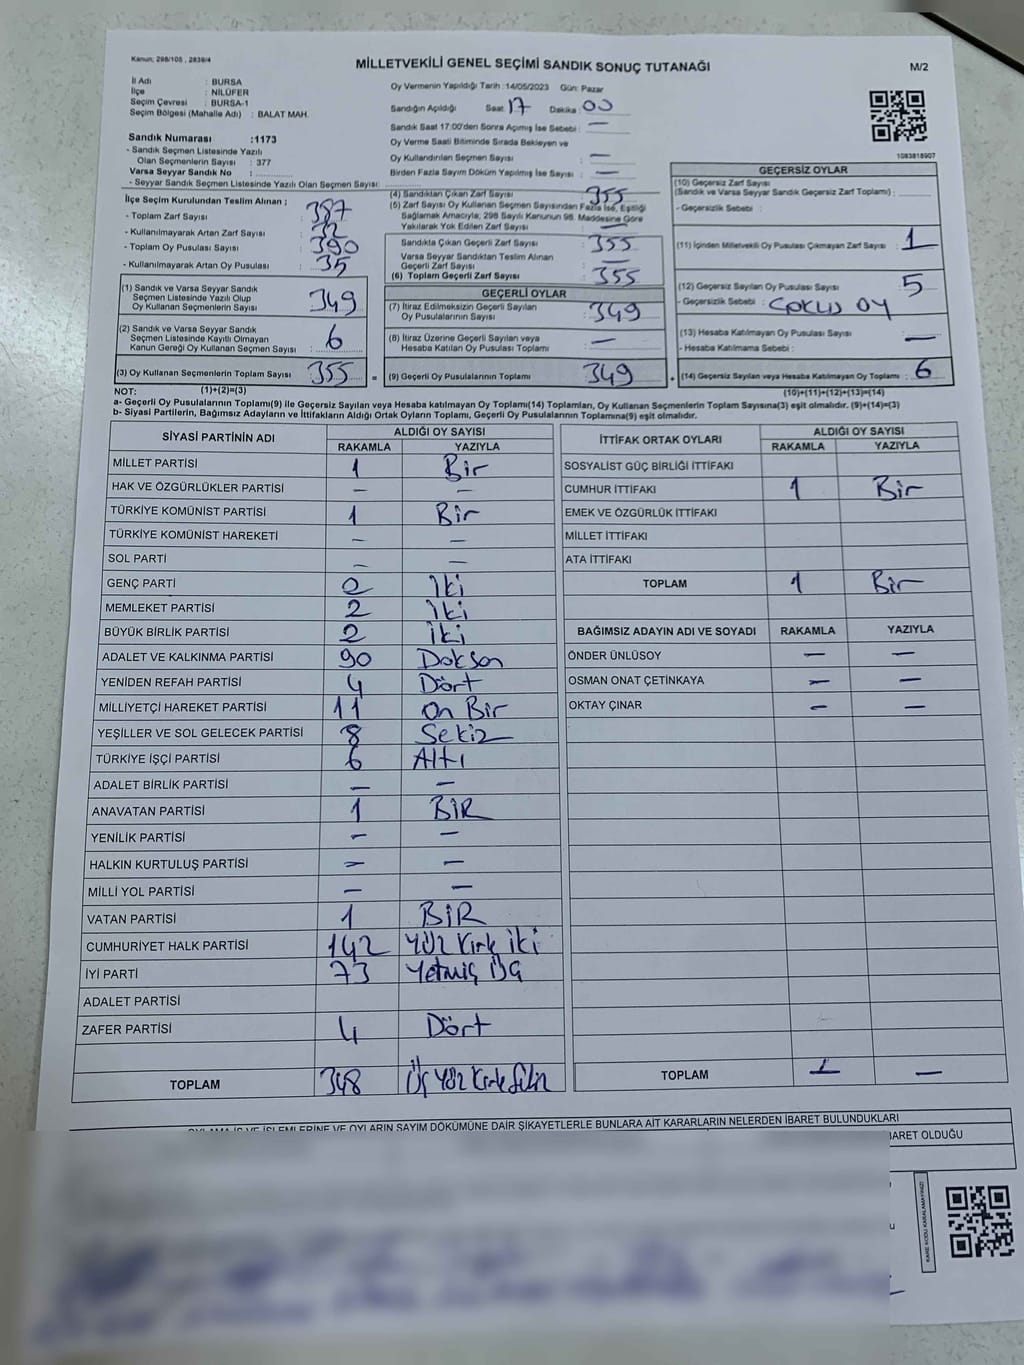 Kanun; 298/105 , 2839/4
MİLLETVEKİLİ GENEL SEÇİMİ SANDIK SONUÇ TUTANAĞI
M/2
İl Adı : BURSA
İlçe : NİLÜFER
Seçim Çevresi : BURSA-1
Seçim Bölgesi (Mahalle Adı) : BALAT MAH.
Sandık Numarası :1173
- Sandık Seçmen Listesinde Yazılı
Olan Seçmenlerin Sayısı : 377
Varsa Seyyar Sandık No :
- Seyyar Sandık Seçmen Listesinde Yazılı Olan Seçmen Sayısı:
Oy Vermenin Yapıldığı Tarih :14/05/2023 Gün: Pazar
Sandığın Açıldığı Saat 17 Dakika : 00
Sandık Saat 17:00'den Sonra Açılmış İse Sebebi : —
Oy Verme Saati Bitiminde Sırada Bekleyen ve
Oy Kullandırılan Seçmen Sayısı : —
Birden Fazla Sayım Döküm Yapılmış İse Sayısı : —
1083818907
İlçe Seçim Kurulundan Teslim Alınan ;
- Toplam Zarf Sayısı : 387
- Kullanılmayarak Artan Zarf Sayısı : 32
- Toplam Oy Pusulası Sayısı : 390
- Kullanılmayarak Artan Oy Pusulası : 35
(4) Sandıktan Çıkan Zarf Sayısı : 355
(5) Zarf Sayısı Oy Kullanan Seçmen Sayısından Fazla İse, Eşitliği
Sağlamak Amacıyla, 298 Sayılı Kanunun 98. Maddesine Göre
Yakılarak Yok Edilen Zarf Sayısı : —
Sandıkta Çıkan Geçerli Zarf Sayısı : 355
Varsa Seyyar Sandıktan Teslim Alınan
Geçerli Zarf Sayısı : —
(6) Toplam Geçerli Zarf Sayısı : 355
GEÇERSİZ OYLAR
(10) Geçersiz Zarf Sayısı
(Sandık ve Varsa Seyyar Sandık Geçersiz Zarf Toplamı) :
- Geçersizlik Sebebi :
(11) İçinden Milletvekili Oy Pusulası Çıkmayan Zarf Sayısı : 1
(12) Geçersiz Sayılan Oy Pusulası Sayısı : 5
- Geçersizlik Sebebi : ÇOKLU OY
(13) Hesaba Katılmayan Oy Pusulası Sayısı : —
- Hesaba Katılmama Sebebi :
(14) Geçersiz Sayılan veya Hesaba Katılmayan Oy Toplamı : 6
(1) Sandık ve Varsa Seyyar Sandık
Seçmen Listesinde Yazılı Olup
Oy Kullanan Seçmenlerin Sayısı : 349
(2) Sandık ve Varsa Seyyar Sandık
Seçmen Listesinde Kayıtlı Olmayan
Kanun Gereği Oy Kullanan Seçmen Sayısı : 6
(3) Oy Kullanan Seçmenlerin Toplam Sayısı : 355 =
GEÇERLİ OYLAR
(7) İtiraz Edilmeksizin Geçerli Sayılan
Oy Pusulalarının Sayısı : 349
(8) İtiraz Üzerine Geçerli Sayılan veya
Hesaba Katılan Oy Pusulası Toplamı : —
(9) Geçerli Oy Pusulalarının Toplamı : 349 +
NOT: (1)+(2)=(3) (10)+(11)+(12)+(13)=(14)
a- Geçerli Oy Pusulalarının Toplamı(9) ile Geçersiz Sayılan veya Hesaba katılmayan Oy Toplamı(14) Toplamları, Oy Kullanan Seçmenlerin Toplam Sayısına(3) eşit olmalıdır. (9)+(14)=(3)
b- Siyasi Partilerin, Bağımsız Adayların ve İttifakların Aldığı Ortak Oyların Toplamı, Geçerli Oy Pusulalarının Toplamına(9) eşit olmalıdır.
SİYASİ PARTİNİN ADI ALDIĞI OY SAYISI
RAKAMLA YAZIYLA
MİLLET PARTİSİ 1 Bir
HAK VE ÖZGÜRLÜKLER PARTİSİ — —
TÜRKİYE KOMÜNİST PARTİSİ 1 Bir
TÜRKİYE KOMÜNİST HAREKETİ — —
SOL PARTİ — —
GENÇ PARTİ 2 İki
MEMLEKET PARTİSİ 2 İki
BÜYÜK BİRLİK PARTİSİ 2 İki
ADALET VE KALKINMA PARTİSİ 90 Doksan
YENİDEN REFAH PARTİSİ 4 Dört
MİLLİYETÇİ HAREKET PARTİSİ 11 On Bir
YEŞİLLER VE SOL GELECEK PARTİSİ 8 Sekiz
TÜRKİYE İŞÇİ PARTİSİ 6 Altı
ADALET BİRLİK PARTİSİ — —
ANAVATAN PARTİSİ 1 BİR
YENİLİK PARTİSİ — —
HALKIN KURTULUŞ PARTİSİ — —
MİLLİ YOL PARTİSİ — —
VATAN PARTİSİ 1 BİR
CUMHURİYET HALK PARTİSİ 142 Yüz Kırk iki
İYİ PARTİ 73 Yetmiş Üç
ADALET PARTİSİ
ZAFER PARTİSİ 4 Dört
TOPLAM 348 Üç Yüz Kırk Sekiz
İTTİFAK ORTAK OYLARI ALDIĞI OY SAYISI
RAKAMLA YAZIYLA
SOSYALİST GÜÇ BİRLİĞİ İTTİFAKI
CUMHUR İTTİFAKI 1 Bir
EMEK VE ÖZGÜRLÜK İTTİFAKI
MİLLET İTTİFAKI
ATA İTTİFAKI
TOPLAM 1 Bir
BAĞIMSIZ ADAYIN ADI VE SOYADI RAKAMLA YAZIYLA
ÖNDER ÜNLÜSOY — —
OSMAN ONAT ÇETİNKAYA — —
OKTAY ÇINAR — —
TOPLAM — —
OYLAMA İŞ VE İŞLEMLERİNE VE OYLARIN SAYIM DÖKÜMÜNE DAİR ŞİKAYETLERLE BUNLARA AİT KARARLARIN NELERDEN İBARET BULUNDUKLARI
İBARET OLDUĞU
KARE KODU KARALAMAYINIZ!